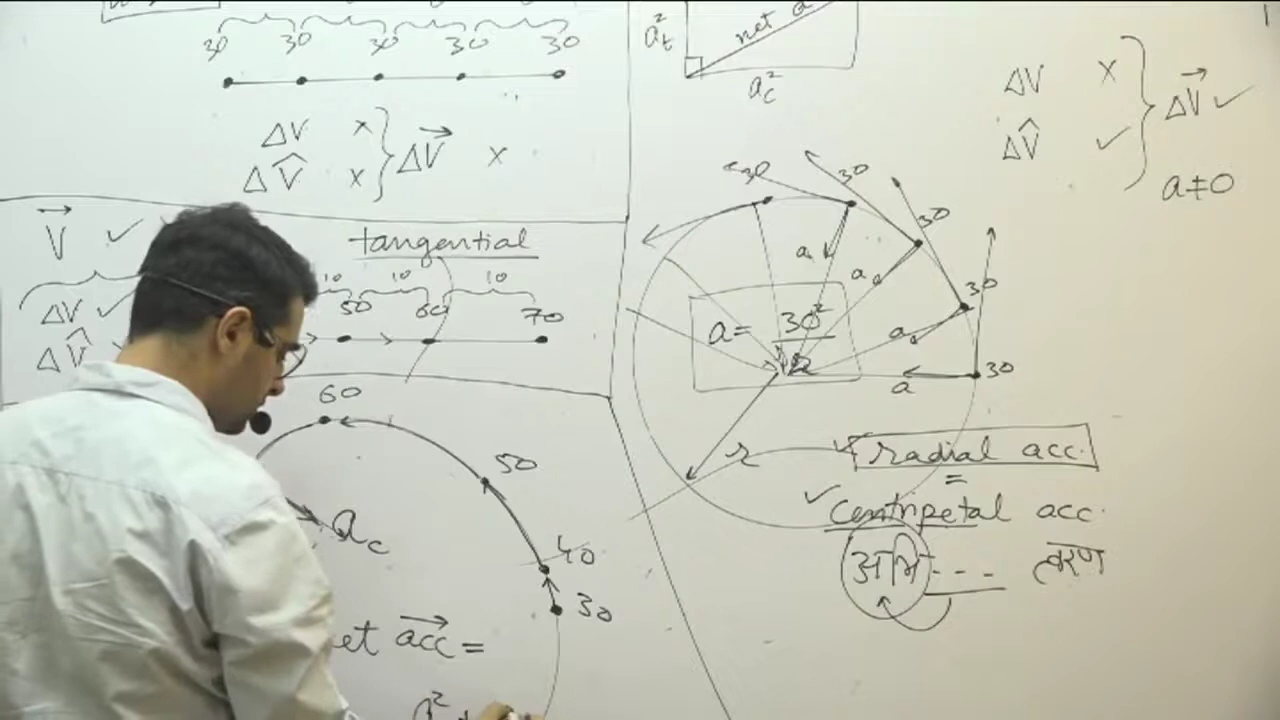 30 30 30 30 30
ΔV ×
ΔV̂ ×
ΔV⃗ ×
V⃗ ✓
ΔV
ΔV̂
tangential
10 10 10
50 60 70
60
50
40
30
a_c
et acc⃗ =
a²
a_t²
net a
a_c²
ΔV ×
ΔV̂ ✓
ΔV⃗ ✓
a≠0
30 30 30 30 30
a a a a
a = 30²
r
radial acc.
=
✓ Centripetal acc.
अभि--- त्वरण